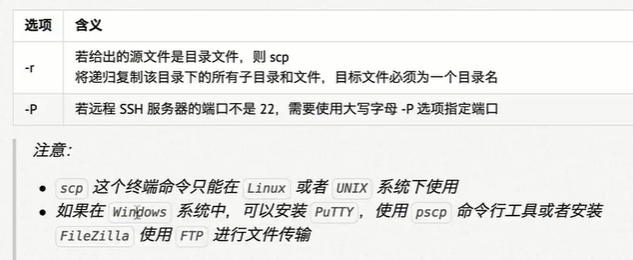 选项 含义
-r 若给出的源文件是目录文件，则 scp
将递归复制该目录下的所有子目录和文件，目标文件必须为一个目录名
-P 若远程 SSH 服务器的端口不是 22，需要使用大写字母 -P 选项指定端口
注意：
• scp 这个终端命令只能在 Linux 或者 UNIX 系统下使用
• 如果在 Windows 系统中，可以安装 PuTTY，使用 pscp 命令行工具或者安装
FileZilla 使用 FTP 进行文件传输